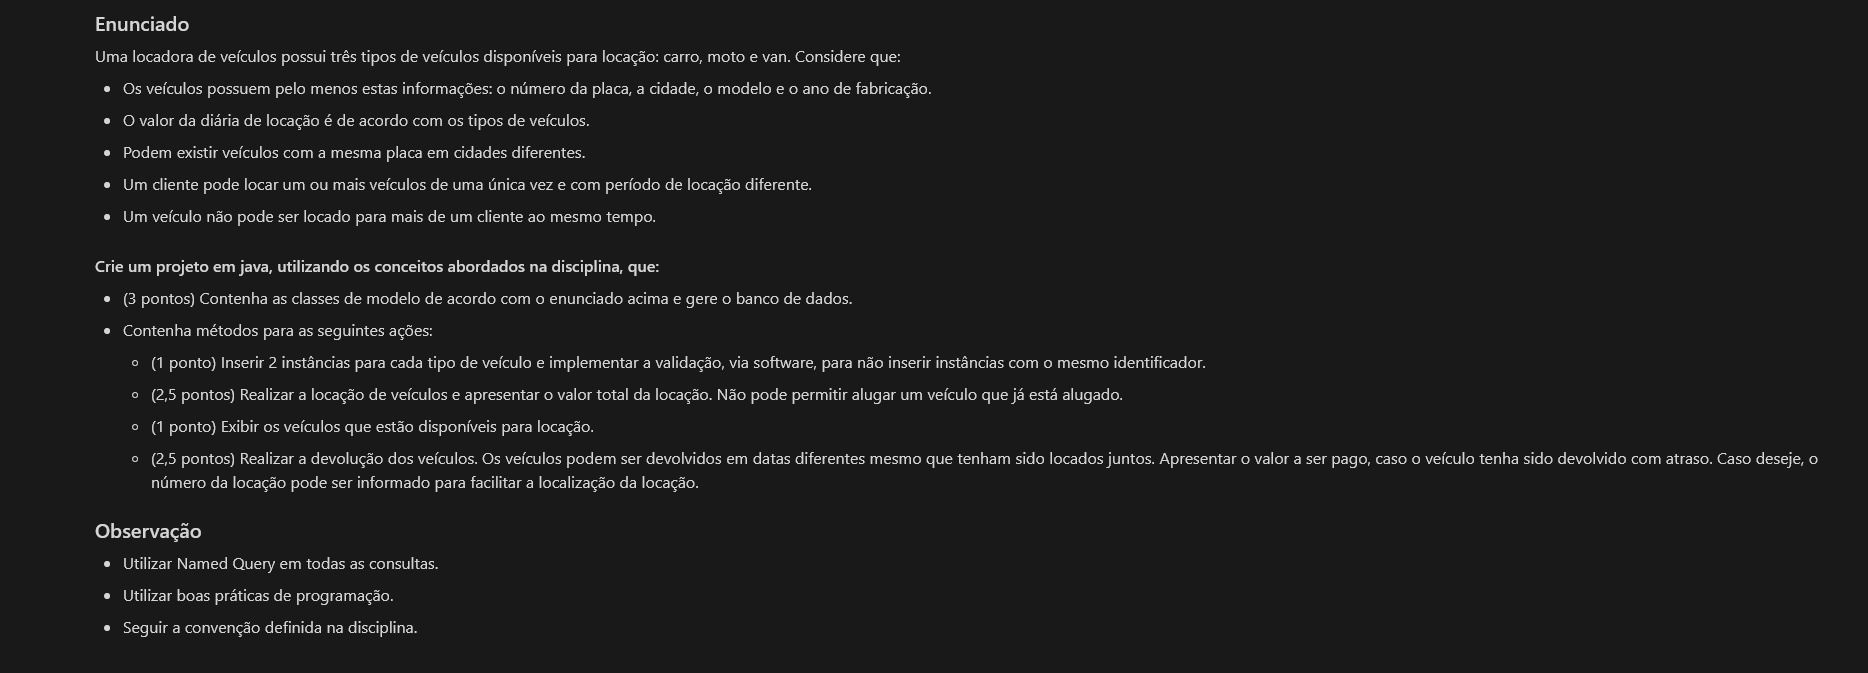 Enunciado
Uma locadora de veículos possui três tipos de veículos disponíveis para locação: carro, moto e van. Considere que:
• Os veículos possuem pelo menos estas informações: o número da placa, a cidade, o modelo e o ano de fabricação.
• O valor da diária de locação é de acordo com os tipos de veículos.
• Podem existir veículos com a mesma placa em cidades diferentes.
• Um cliente pode locar um ou mais veículos de uma única vez e com período de locação diferente.
• Um veículo não pode ser locado para mais de um cliente ao mesmo tempo.
Crie um projeto em java, utilizando os conceitos abordados na disciplina, que:
• (3 pontos) Contenha as classes de modelo de acordo com o enunciado acima e gere o banco de dados.
• Contenha métodos para as seguintes ações:
◦ (1 ponto) Inserir 2 instâncias para cada tipo de veículo e implementar a validação, via software, para não inserir instâncias com o mesmo identificador.
◦ (2,5 pontos) Realizar a locação de veículos e apresentar o valor total da locação. Não pode permitir alugar um veículo que já está alugado.
◦ (1 ponto) Exibir os veículos que estão disponíveis para locação.
◦ (2,5 pontos) Realizar a devolução dos veículos. Os veículos podem ser devolvidos em datas diferentes mesmo que tenham sido locados juntos. Apresentar o valor a ser pago, caso o veículo tenha sido devolvido com atraso. Caso deseje, o
número da locação pode ser informado para facilitar a localização da locação.
Observação
• Utilizar Named Query em todas as consultas.
• Utilizar boas práticas de programação.
• Seguir a convenção definida na disciplina.